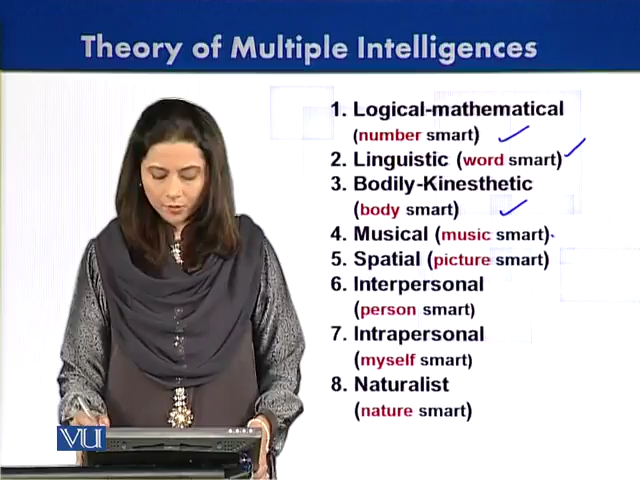 Theory of Multiple Intelligences
1. Logical-mathematical
(number smart)
2. Linguistic (word smart)
3. Bodily-Kinesthetic
(body smart)
4. Musical (music smart)
5. Spatial (picture smart)
6. Interpersonal
(person smart)
7. Intrapersonal
(myself smart)
8. Naturalist
(nature smart)
VU